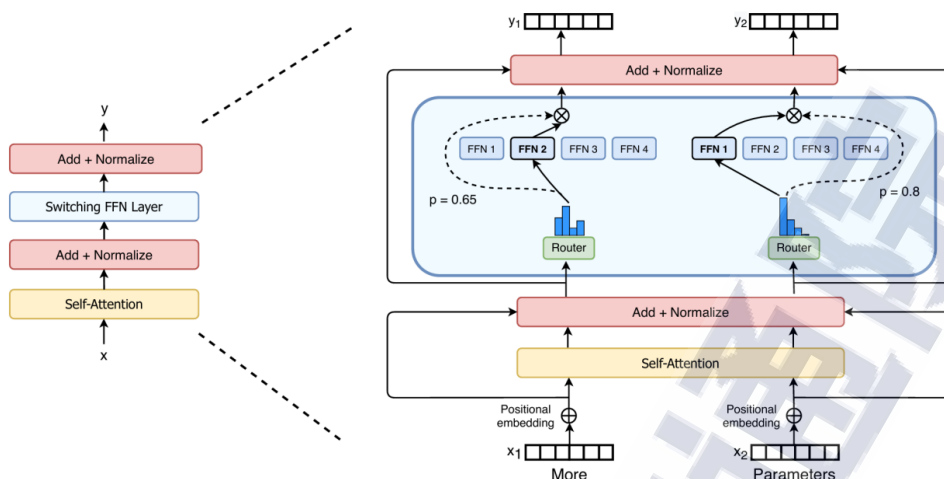 y
Add + Normalize
Switching FFN Layer
Add + Normalize
Self-Attention
x
y1
y2
Add + Normalize
FFN 1 FFN 2 FFN 3 FFN 4
FFN 1 FFN 2 FFN 3 FFN 4
p = 0.65
p = 0.8
Router
Router
Add + Normalize
Self-Attention
Positional
embedding
Positional
embedding
x1
x2
More
Parameters